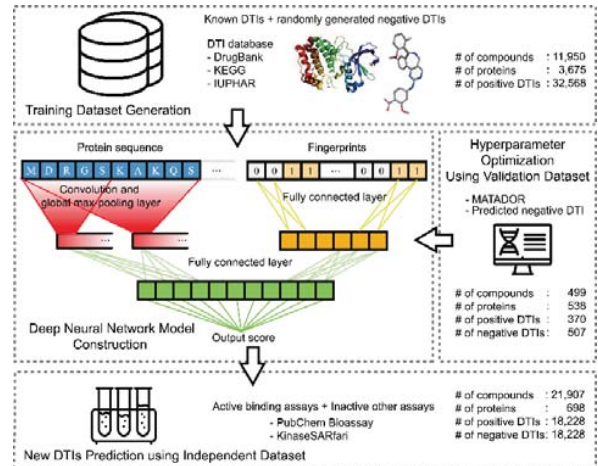 Known DTIs + randomly generated negative DTIs
DTI database
- DrugBank
- KEGG
- IUPHAR
# of compounds : 11,950
# of proteins : 3,675
# of positive DTIs : 32,568
Training Dataset Generation
Protein sequence
Fingerprints
M D R G S K A K Q S ...
0 0 1 1 ... 0 0 1 1
Convolution and
global max pooling layer
Fully connected layer
... ...
Fully connected layer
Output score
Deep Neural Network Model
Construction
Hyperparameter
Optimization
Using Validation Dataset
- MATADOR
- Predicted negative DTI
# of compounds : 499
# of proteins : 538
# of positive DTIs : 370
# of negative DTIs : 507
Active binding assays + Inactive other assays
- PubChem Bioassay
- KinaseSARfari
# of compounds : 21,907
# of proteins : 698
# of positive DTIs : 18,228
# of negative DTIs : 18,228
New DTIs Prediction using Independent Dataset